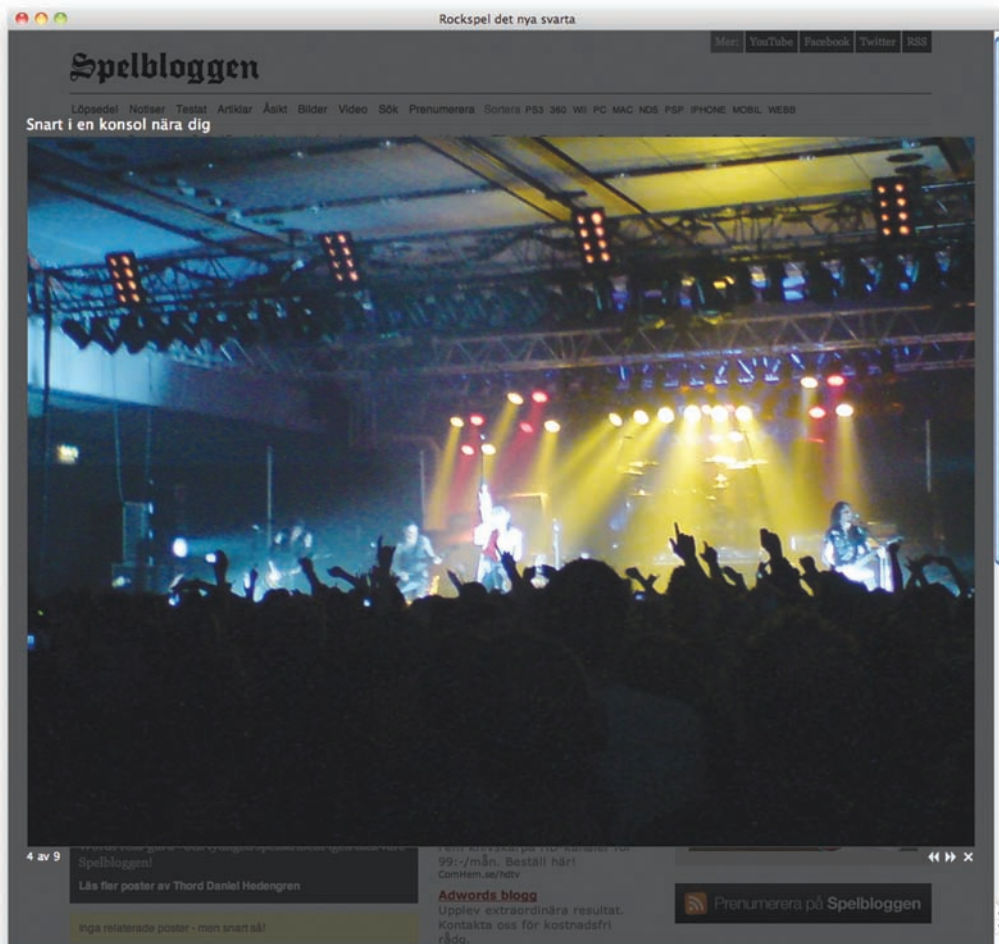 Rockspel det nya svarta
Mer: YouTube Facebook Twitter RSS
Spelbloggen
Löpsedel Notiser Testat Artiklar Åsikt Bilder Video Sök Prenumerera Sortera PS3 360 WII PC MAC NDS PSP IPHONE MOBIL WEBB
Snart i en konsol nära dig
4 av 9
Spelbloggen!
Läs fler poster av Thord Daniel Hedengren
Inga relaterade poster - men snart så!
99:-/mån. Beställ här!
ComHem.se/hdtv
Adwords blogg
Upplev extraordinära resultat.
Kontakta oss för kostnadsfri
rådg.
Prenumerera på Spelbloggen